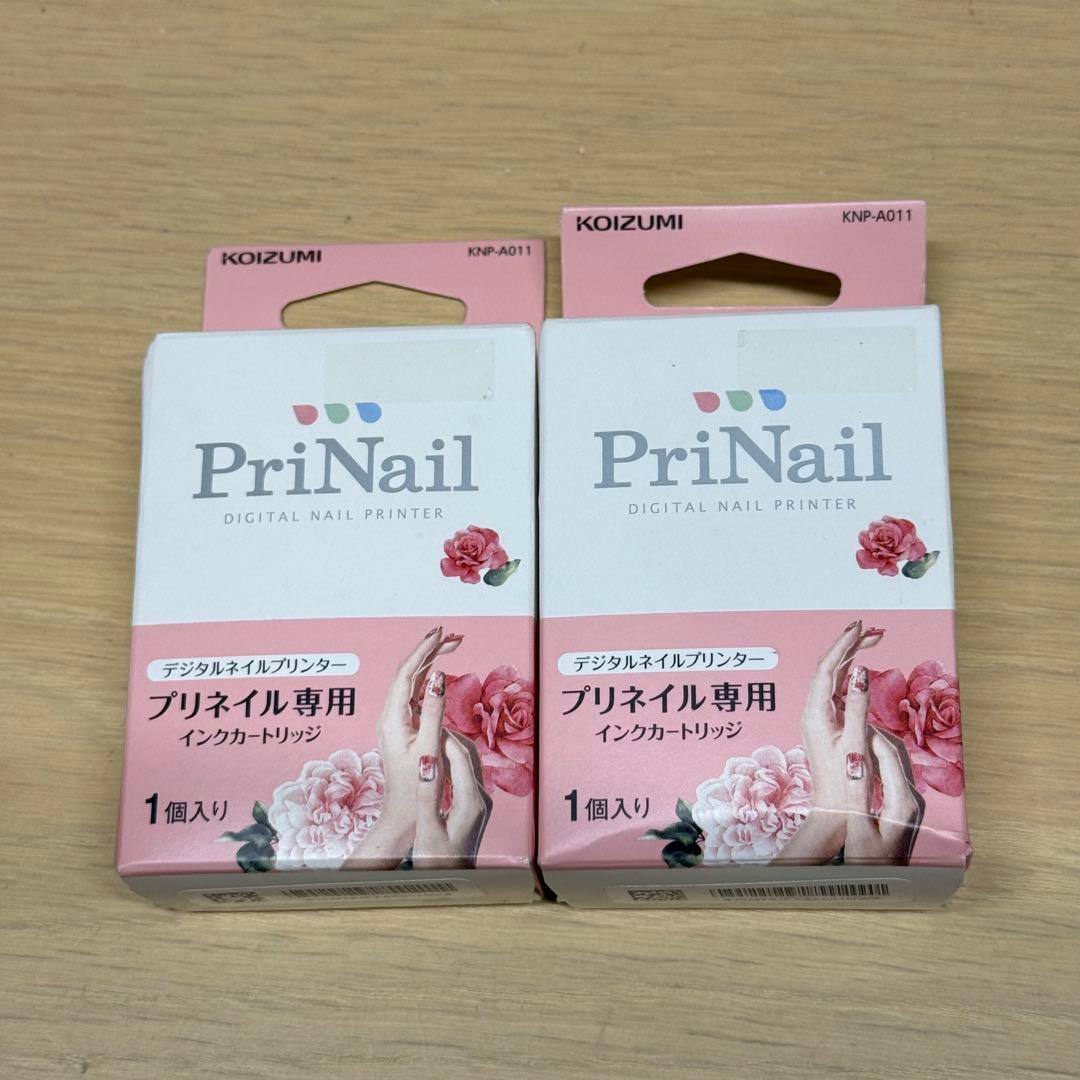 KOIZUMI KNP-A011
PriNail
DIGITAL NAIL PRINTER
デジタルネイルプリンター
プリネイル専用
インクカートリッジ
1個入り
KOIZUMI KNP-A011
PriNail
DIGITAL NAIL PRINTER
デジタルネイルプリンター
プリネイル専用
インクカートリッジ
1個入り